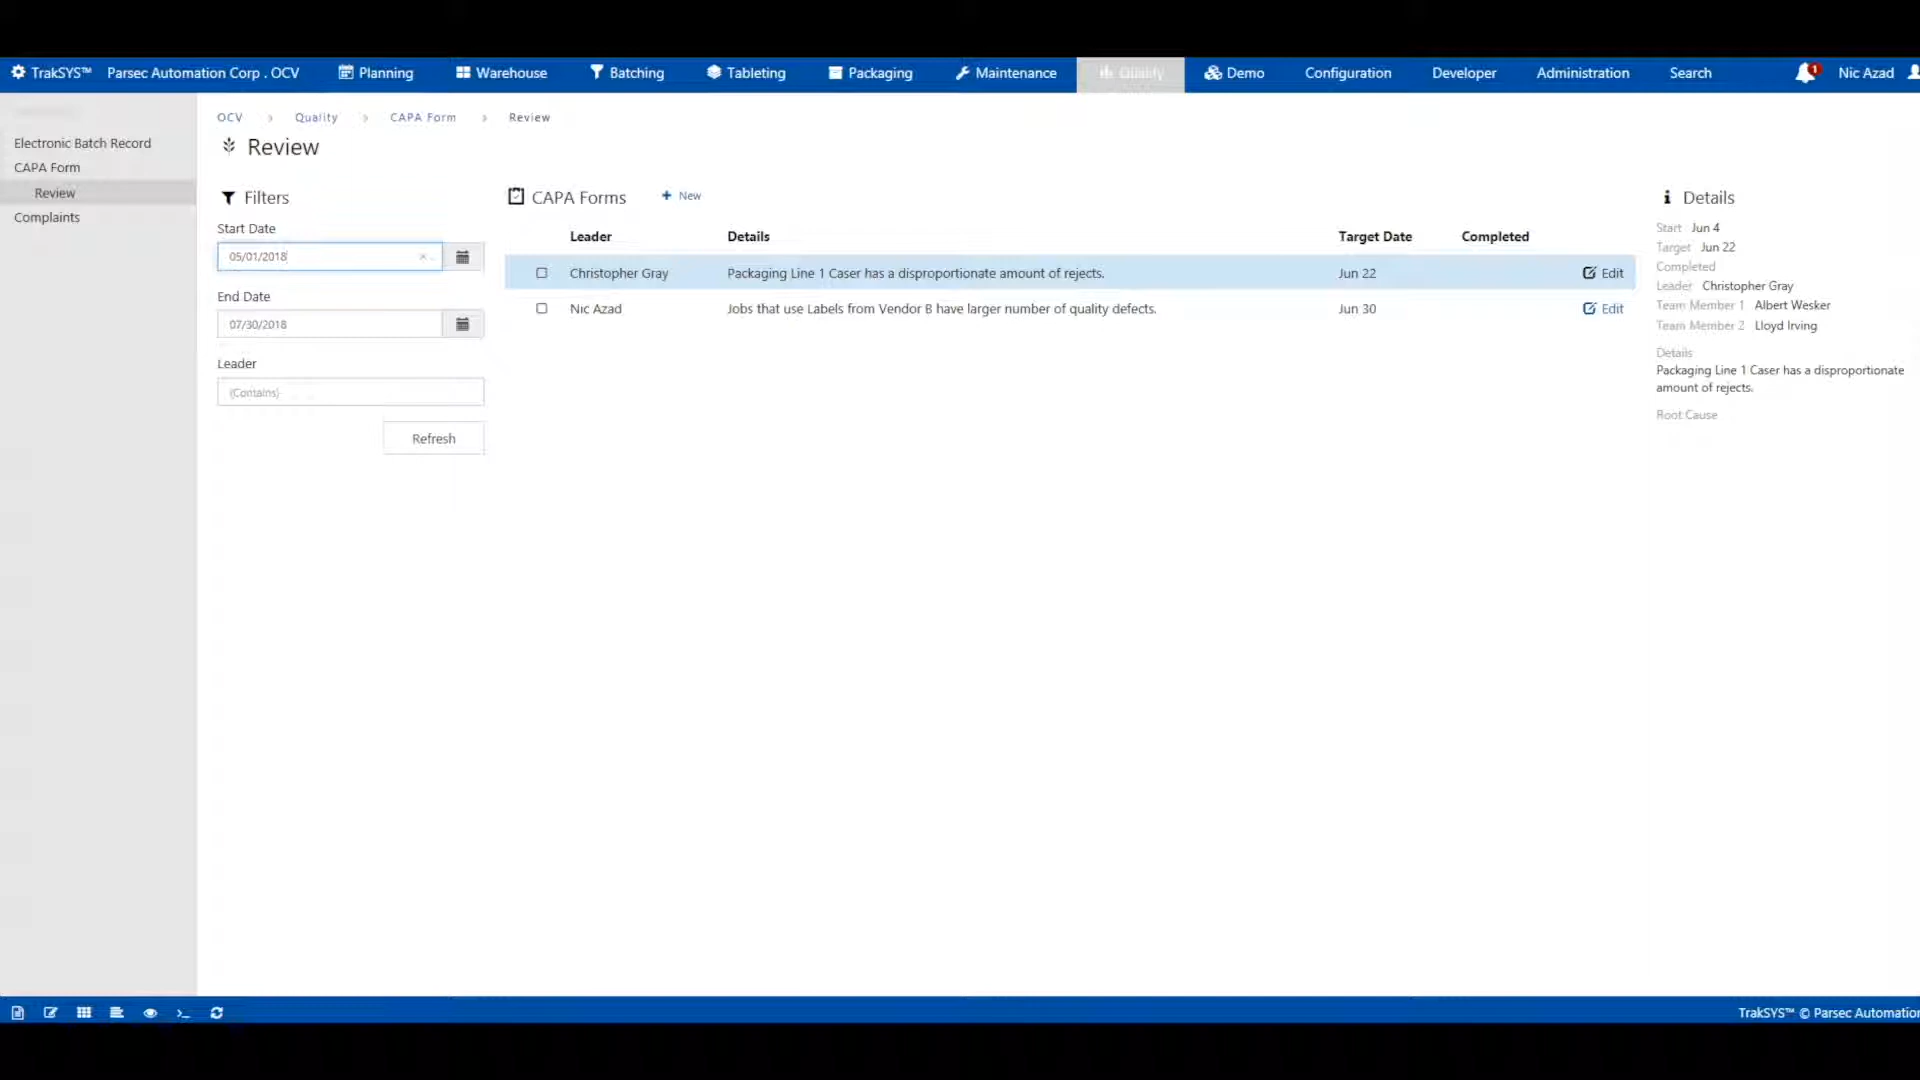 TrakSYS™ Parsec Automation Corp . OCV Planning Warehouse Batching Tableting Packaging Maintenance Quality Demo Configuration Developer Administration Search 1 Nic Azad
Electronic Batch Record
CAPA Form
Review
Complaints
OCV > Quality > CAPA Form > Review
Review
Filters
Start Date
05/01/2018
End Date
07/30/2018
Leader
(Contains)
Refresh
CAPA Forms + New
Leader Details Target Date Completed
Christopher Gray Packaging Line 1 Caser has a disproportionate amount of rejects. Jun 22 Edit
Nic Azad Jobs that use Labels from Vendor B have larger number of quality defects. Jun 30 Edit
Details
Start Jun 4
Target Jun 22
Completed
Leader Christopher Gray
Team Member 1 Albert Wesker
Team Member 2 Lloyd Irving
Details
Packaging Line 1 Caser has a disproportionate
amount of rejects.
Root Cause
TrakSYS™ © Parsec Automation